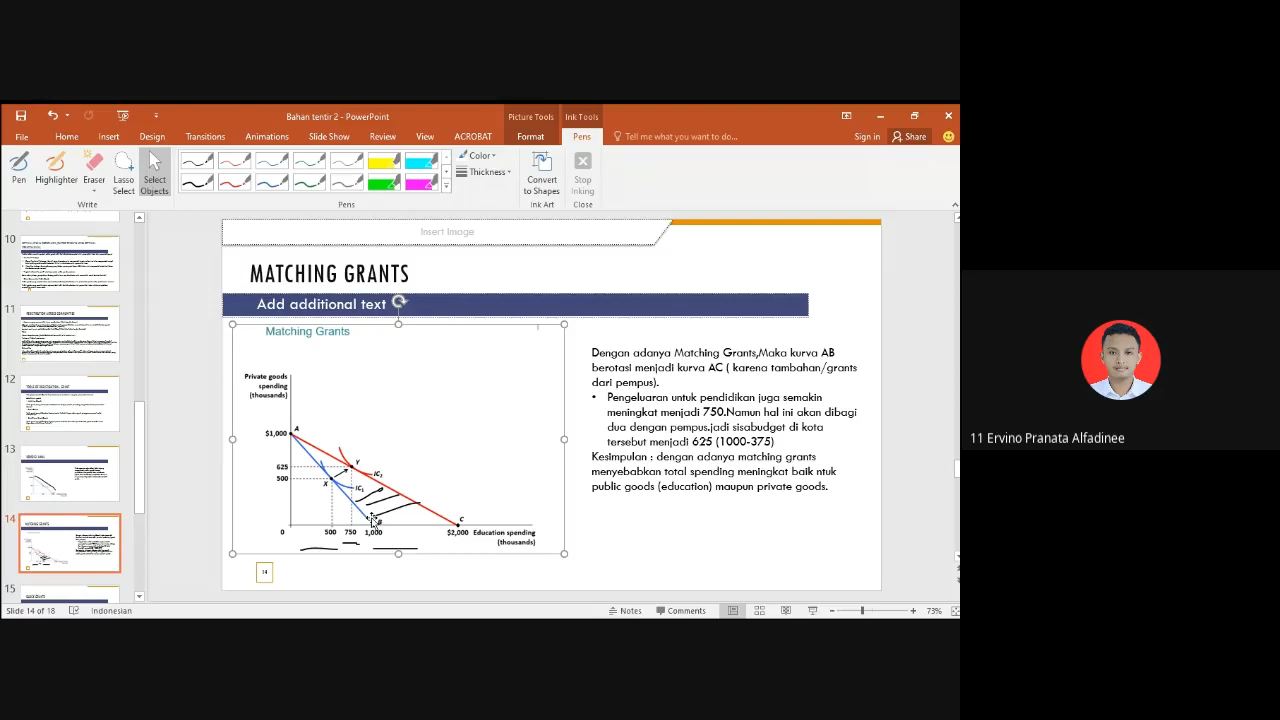 Bahan tentir 2 - PowerPoint
Picture Tools
Ink Tools
File
Home
Insert
Design
Transitions
Animations
Slide Show
Review
View
ACROBAT
Format
Pens
Tell me what you want to do...
Sign in
Share
Pen
Highlighter
Eraser
Lasso
Select
Select
Objects
Color
Thickness
Convert
to Shapes
Stop
Inking
Write
Pens
Ink Art
Close
10
11
12
13
14
15
Insert Image
MATCHING GRANTS
Add additional text
Matching Grants
Private goods
spending
(thousands)
A
$1,000
625
500
Y
X
IC2
IC1
B
C
0
500
750
1,000
$2,000
Education spending
(thousands)
Dengan adanya Matching Grants,Maka kurva AB
berotasi menjadi kurva AC ( karena tambahan/grants
dari pempus).
• Pengeluaran untuk pendidikan juga semakin
meningkat menjadi 750.Namun hal ini akan dibagi
dua dengan pempus.jadi sisabudget di kota
tersebut menjadi 625 (1000-375)
Kesimpulan : dengan adanya matching grants
menyebabkan total spending meningkat baik ntuk
public goods (education) maupun private goods.
14
Slide 14 of 18
Indonesian
Notes
Comments
73%
11 Ervino Pranata Alfadinee